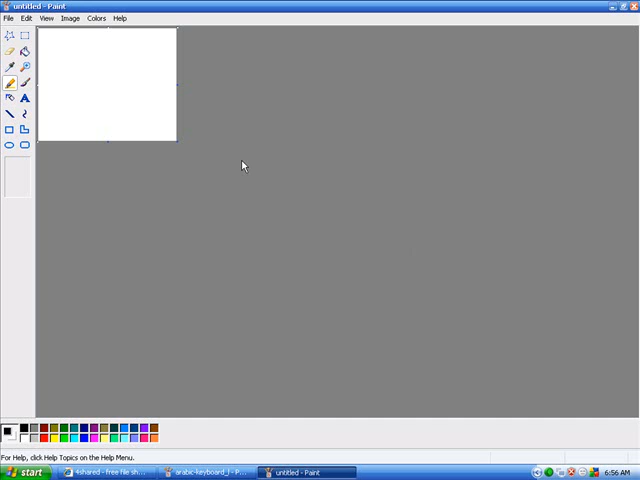 untitled - Paint
File Edit View Image Colors Help
For Help, click Help Topics on the Help Menu.
start 4shared - free file sh... arabic-keyboard_l - P... untitled - Paint 6:56 AM